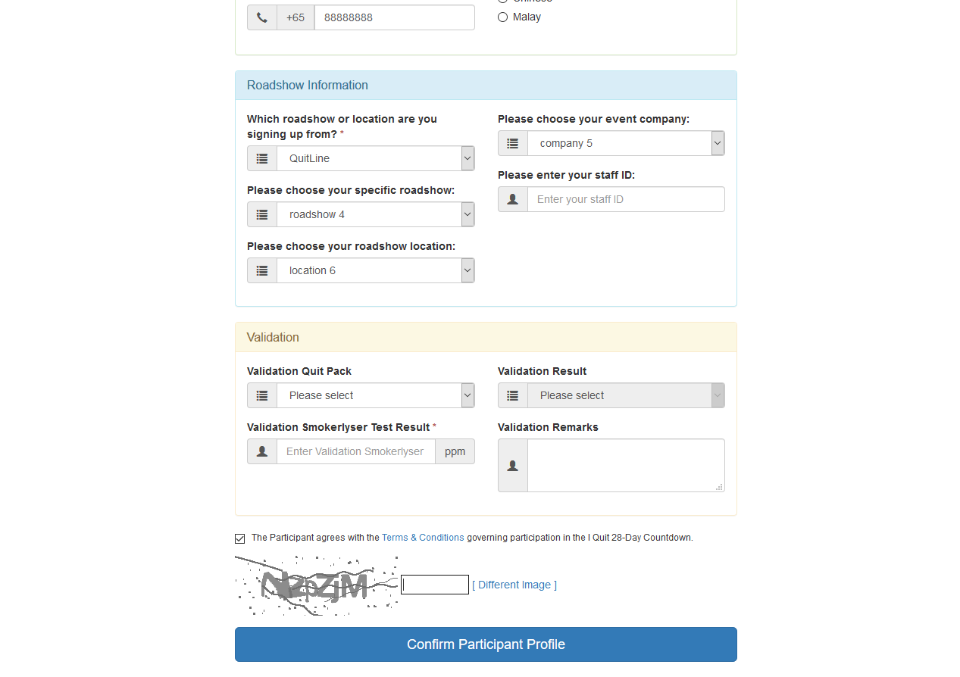 Chinese
+65 88888888
Malay
Roadshow Information
Which roadshow or location are you
signing up from? *
QuitLine
Please choose your specific roadshow:
roadshow 4
Please choose your roadshow location:
location 6
Please choose your event company:
company 5
Please enter your staff ID:
Enter your staff ID
Validation
Validation Quit Pack
Please select
Validation Smokerlyser Test Result *
Enter Validation Smokerlyser ppm
Validation Result
Please select
Validation Remarks
The Participant agrees with the Terms & Conditions governing participation in the I Quit 28-Day Countdown.
[ Different Image ]
Confirm Participant Profile